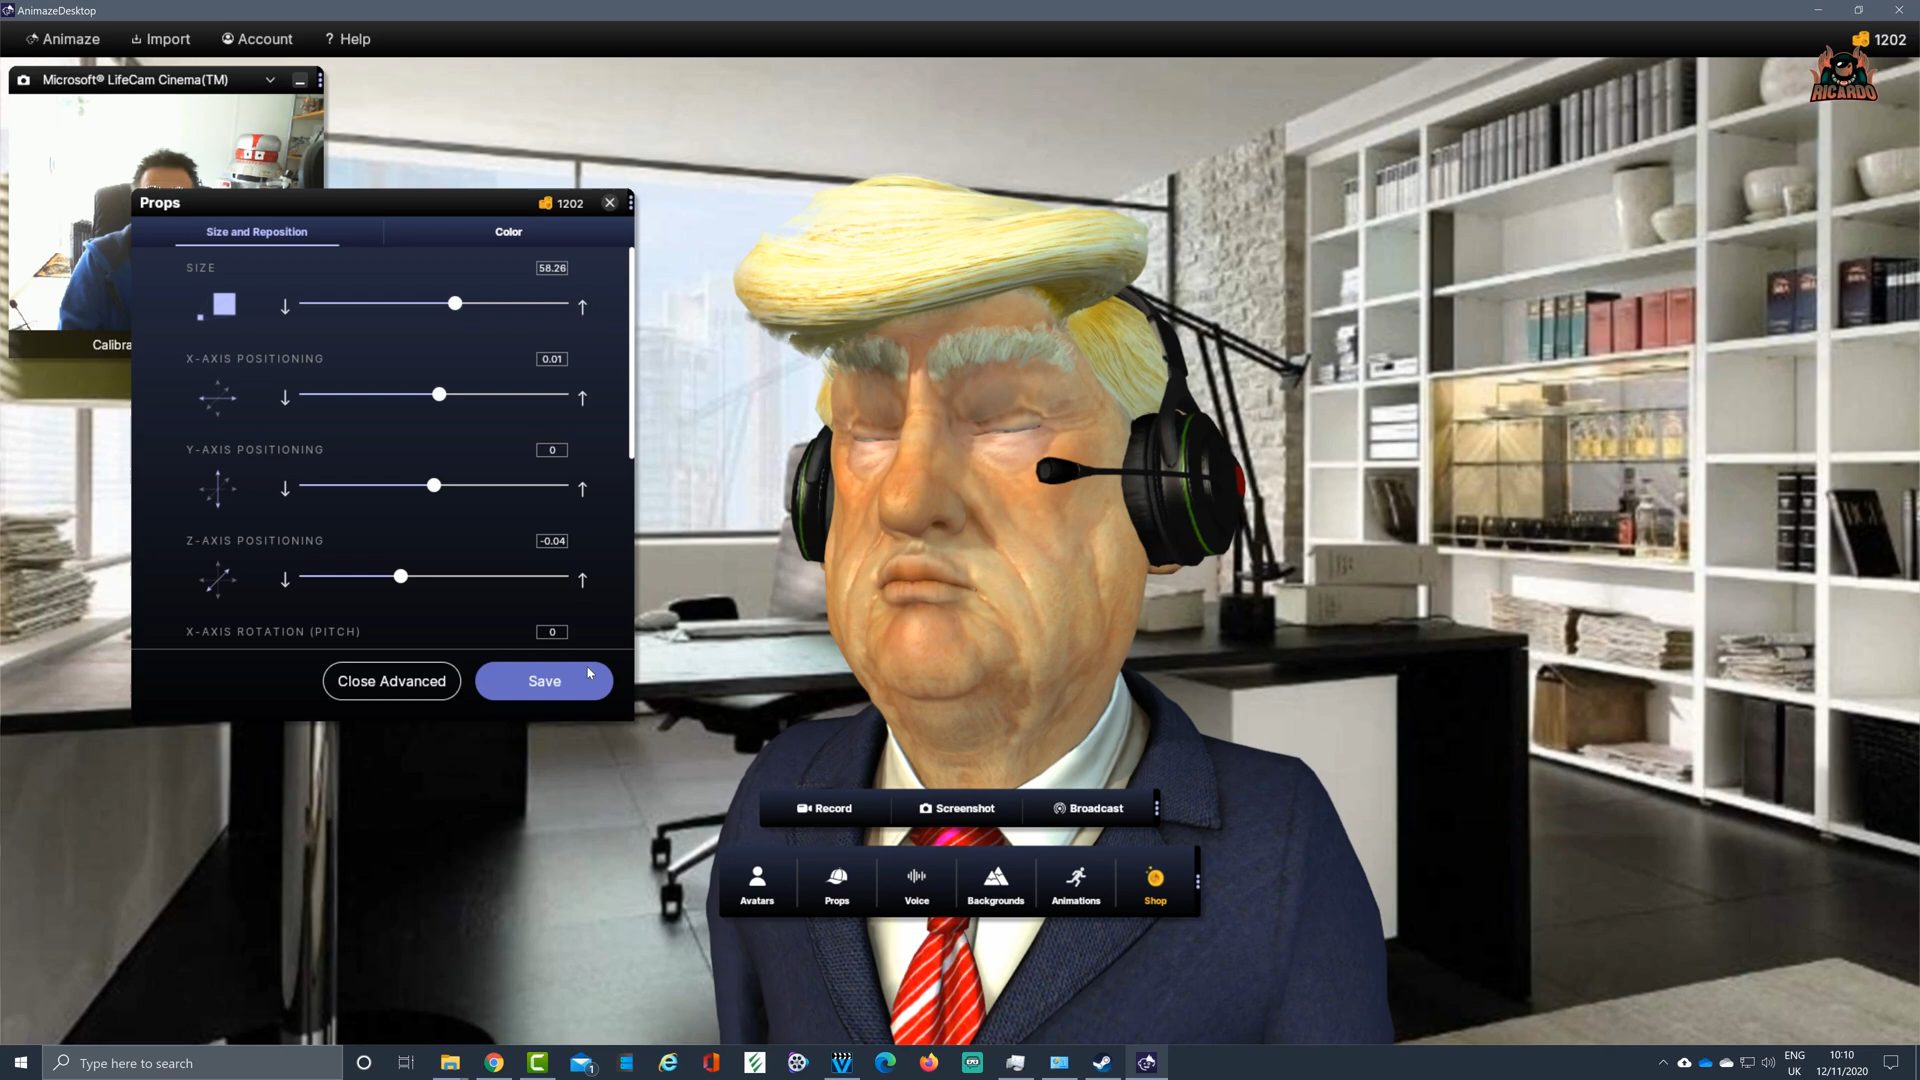 AnimazeDesktop
Animaze Import Account ? Help 1202
RICARDO
Microsoft® LifeCam Cinema(TM)
Calibra
Props 1202
Size and Reposition Color
SIZE 58.26
X-AXIS POSITIONING 0.01
Y-AXIS POSITIONING 0
Z-AXIS POSITIONING -0.04
X-AXIS ROTATION (PITCH) 0
Close Advanced Save
Record Screenshot Broadcast
Avatars Props Voice Backgrounds Animations Shop
Type here to search
1
ENG
UK
10:10
12/11/2020